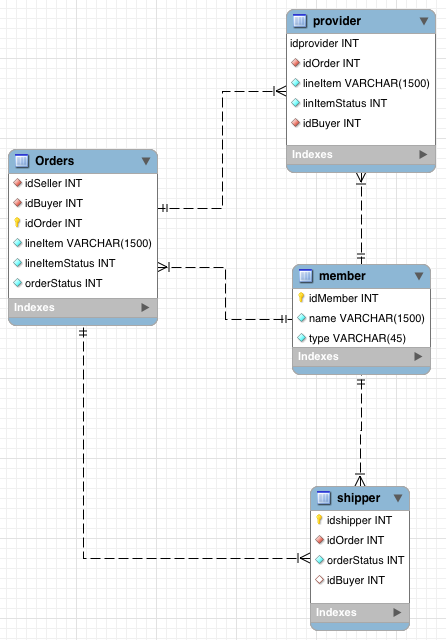 provider
idprovider INT
idOrder INT
lineItem VARCHAR(1500)
linItemStatus INT
idBuyer INT
Indexes
Orders
idSeller INT
idBuyer INT
idOrder INT
lineItem VARCHAR(1500)
lineItemStatus INT
orderStatus INT
Indexes
member
idMember INT
name VARCHAR(1500)
type VARCHAR(45)
Indexes
shipper
idshipper INT
idOrder INT
orderStatus INT
idBuyer INT
Indexes